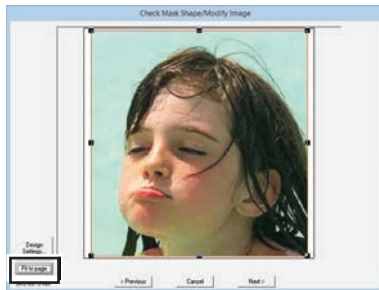 Check Mask Shape/Modify Image
Design
Settings...
Fit to page
< Previous
Cancel
Next >